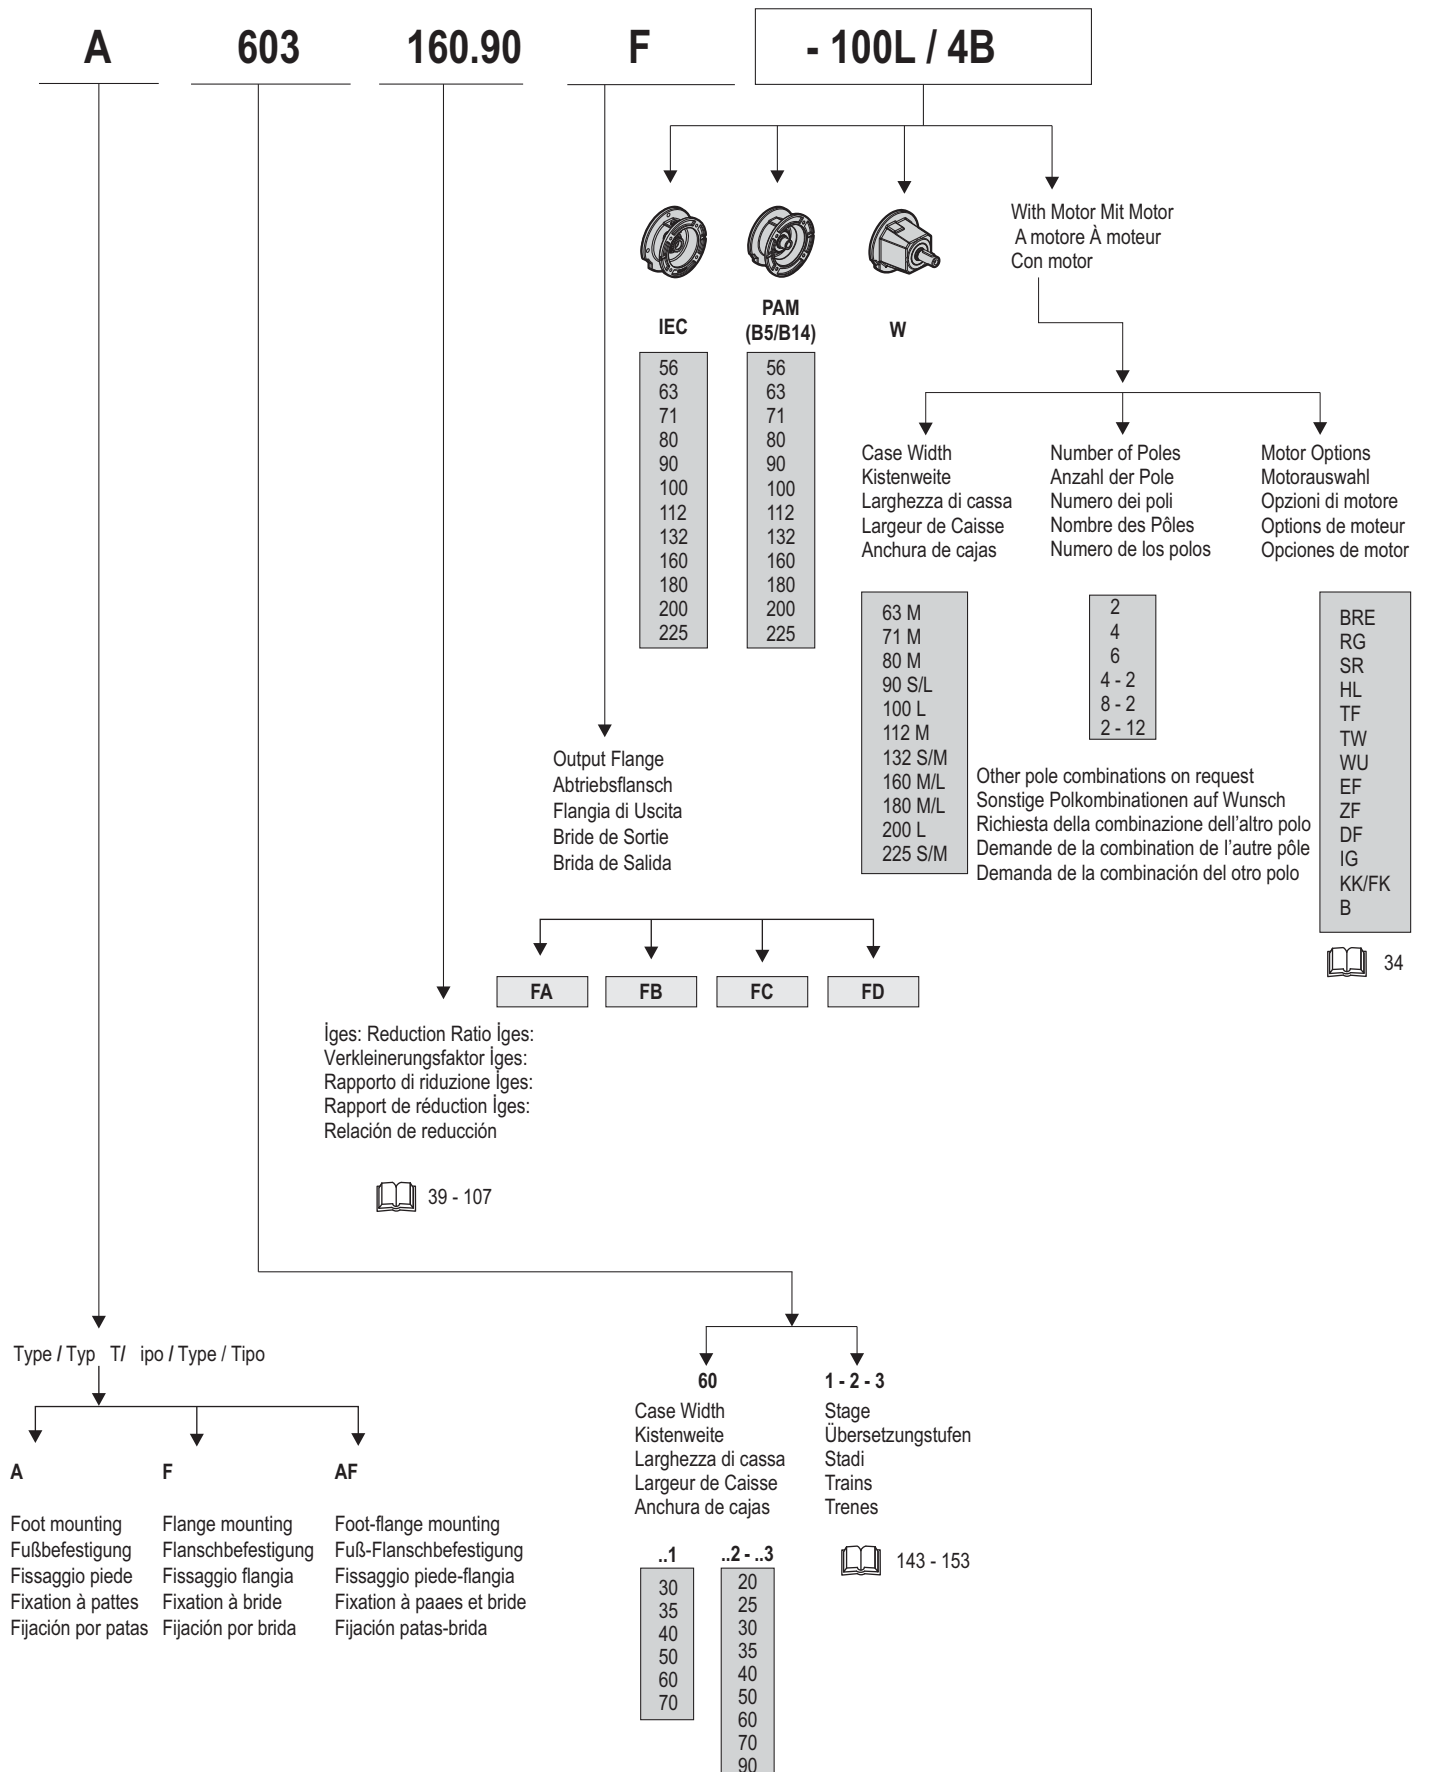 A 603 160.90 F - 100L / 4B
With Motor Mit Motor
A motore À moteur
Con motor
IEC
56
63
71
80
90
100
112
132
160
180
200
225
PAM
(B5/B14)
56
63
71
80
90
100
112
132
160
180
200
225
W
Case Width
Kistenweite
Larghezza di cassa
Largeur de Caisse
Anchura de cajas
63 M
71 M
80 M
90 S/L
100 L
112 M
132 S/M
160 M/L
180 M/L
200 L
225 S/M
Number of Poles
Anzahl der Pole
Numero dei poli
Nombre des Pôles
Numero de los polos
2
4
6
4 - 2
8 - 2
2 - 12
Other pole combinations on request
Sonstige Polkombinationen auf Wunsch
Richiesta della combinazione dell'altro polo
Demande de la combination de l'autre pôle
Demanda de la combinación del otro polo
Motor Options
Motorauswahl
Opzioni di motore
Options de moteur
Opciones de motor
BRE
RG
SR
HL
TF
TW
WU
EF
ZF
DF
IG
KK/FK
B
34
Output Flange
Abtriebsflansch
Flangia di Uscita
Bride de Sortie
Brida de Salida
FA FB FC FD
İges: Reduction Ratio İges:
Verkleinerungsfaktor İges:
Rapporto di riduzione İges:
Rapport de réduction İges:
Relación de reducción
39 - 107
Type / Typ T/ ipo / Type / Tipo
A
Foot mounting
Fußbefestigung
Fissaggio piede
Fixation à pattes
Fijación por patas
F
Flange mounting
Flanschbefestigung
Fissaggio flangia
Fixation à bride
Fijación por brida
AF
Foot-flange mounting
Fuß-Flanschbefestigung
Fissaggio piede-flangia
Fixation à paaes et bride
Fijación patas-brida
60
Case Width
Kistenweite
Larghezza di cassa
Largeur de Caisse
Anchura de cajas
..1
30
35
40
50
60
70
..2 - ..3
20
25
30
35
40
50
60
70
90
1 - 2 - 3
Stage
Übersetzungstufen
Stadi
Trains
Trenes
143 - 153